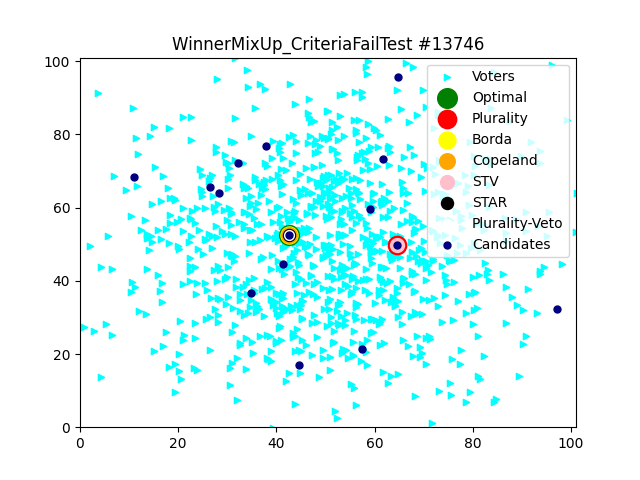 WinnerMixUp_CriteriaFailTest #13746
100
80
60
40
20
0
0
20
40
60
80
100
Voters
Optimal
Plurality
Borda
Copeland
STV
STAR
Plurality-Veto
Candidates